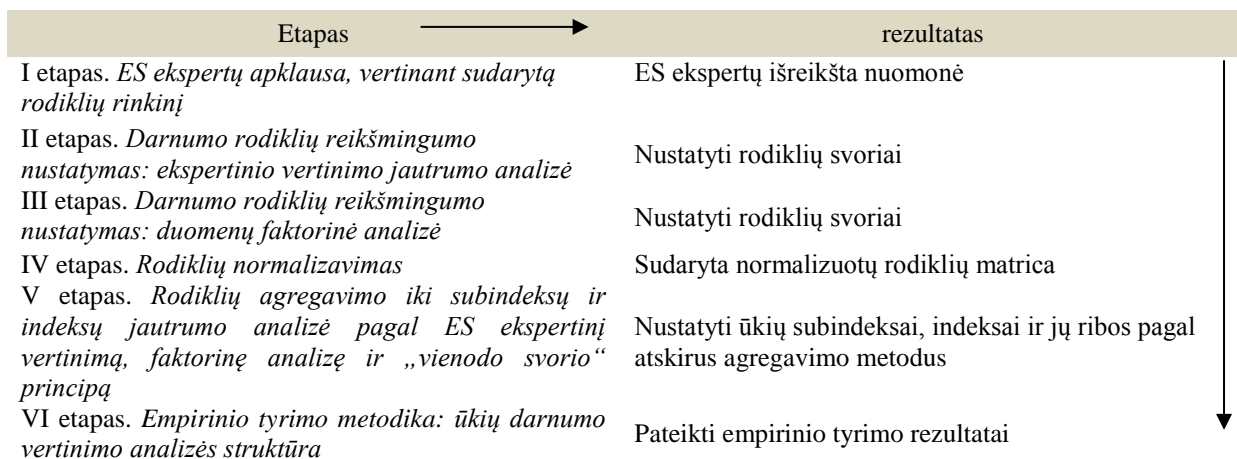 Etapas rezultatas
I etapas. ES ekspertų apklausa, vertinant sudarytą
rodiklių rinkinį
ES ekspertų išreikšta nuomonė
II etapas. Darnumo rodiklių reikšmingumo
nustatymas: ekspertinio vertinimo jautrumo analizė
Nustatyti rodiklių svoriai
III etapas. Darnumo rodiklių reikšmingumo
nustatymas: duomenų faktorinė analizė
Nustatyti rodiklių svoriai
IV etapas. Rodiklių normalizavimas
Sudaryta normalizuotų rodiklių matrica
V etapas. Rodiklių agregavimo iki subindeksų ir
indeksų jautrumo analizė pagal ES ekspertinį
vertinimą, faktorinę analizę ir „vienodo svorio“
principą
Nustatyti ūkių subindeksai, indeksai ir jų ribos pagal
atskirus agregavimo metodus
VI etapas. Empirinio tyrimo metodika: ūkių darnumo
vertinimo analizės struktūra
Pateikti empirinio tyrimo rezultatai